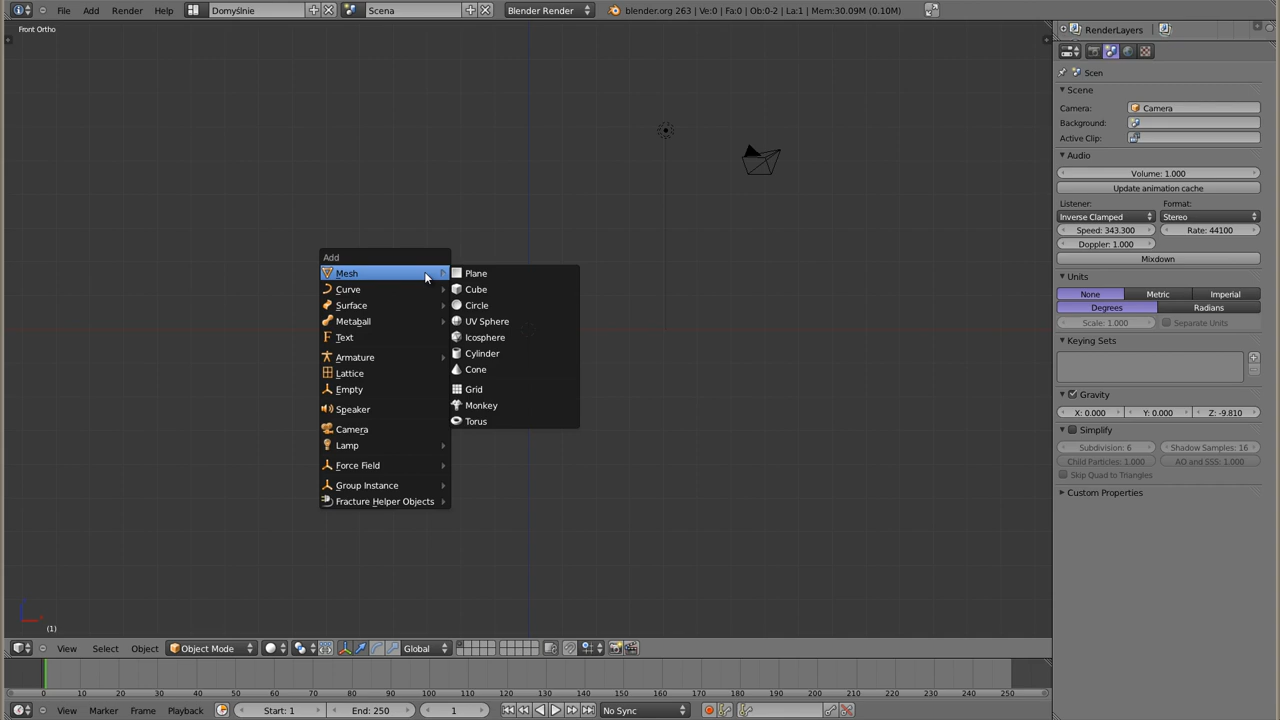 File Add Render Help Domyślnie Scena Blender Render blender.org 263 | Ve:0 | Fa:0 | Ob:0-2 | La:1 | Mem:30.09M (0.10M)
Front Ortho
RenderLayers
Scen
Scene
Camera: Camera
Background:
Active Clip:
Audio
Volume: 1.000
Update animation cache
Listener: Format:
Inverse Clamped Stereo
Speed: 343.300 Rate: 44100
Doppler: 1.000
Mixdown
Units
None Metric Imperial
Degrees Radians
Scale: 1.000 Separate Units
Keying Sets
Gravity
X: 0.000 Y: 0.000 Z: -9.810
Simplify
Subdivision: 6 Shadow Samples: 16
Child Particles: 1.000 AO and SSS: 1.000
Skip Quad to Triangles
Custom Properties
Add
Mesh
Curve
Surface
Metaball
Text
Armature
Lattice
Empty
Speaker
Camera
Lamp
Force Field
Group Instance
Fracture Helper Objects
Plane
Cube
Circle
UV Sphere
Icosphere
Cylinder
Cone
Grid
Monkey
Torus
(1)
View Select Object Object Mode Global
0 10 20 30 40 50 60 70 80 90 100 110 120 130 140 150 160 170 180 190 200 210 220 230 240 250
View Marker Frame Playback Start: 1 End: 250 1 No Sync